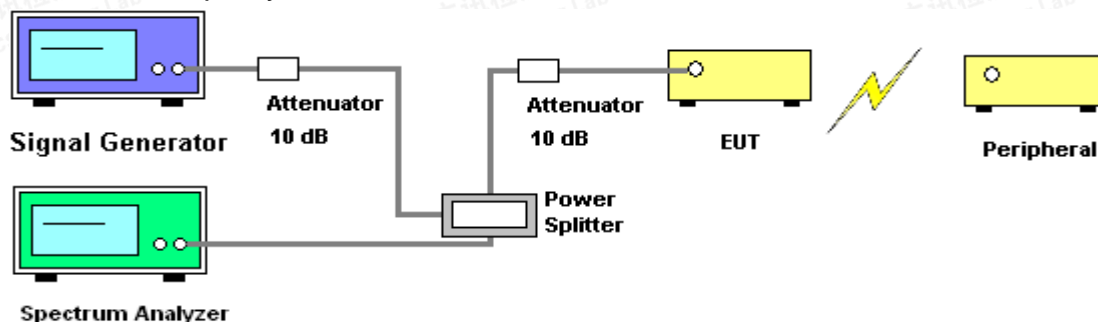 Attenuator
10 dB
Attenuator
10 dB
Signal Generator
EUT
Peripheral
Power
Splitter
Spectrum Analyzer